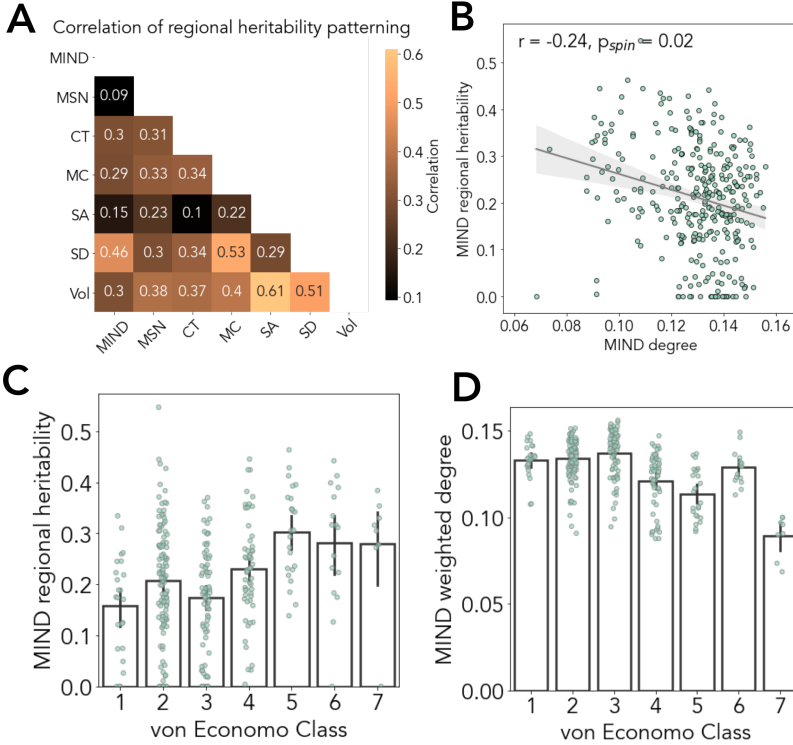 A
Correlation of regional heritability patterning
MIND
MSN 0.09
CT 0.3 0.31
MC 0.29 0.33 0.34
SA 0.15 0.23 0.1 0.22
SD 0.46 0.3 0.34 0.53 0.29
Vol 0.3 0.38 0.37 0.4 0.61 0.51
MIND MSN CT MC SA SD Vol
0.6
0.5
0.4
0.3
0.2
0.1
Correlation
B
r = -0.24, pspin = 0.02
MIND regional heritability
0.5
0.4
0.3
0.2
0.1
0.0
0.06 0.08 0.10 0.12 0.14 0.16
MIND degree
C
MIND regional heritability
0.5
0.4
0.3
0.2
0.1
0.0
1 2 3 4 5 6 7
von Economo Class
D
MIND weighted degree
0.15
0.10
0.05
0.00
1 2 3 4 5 6 7
von Economo Class